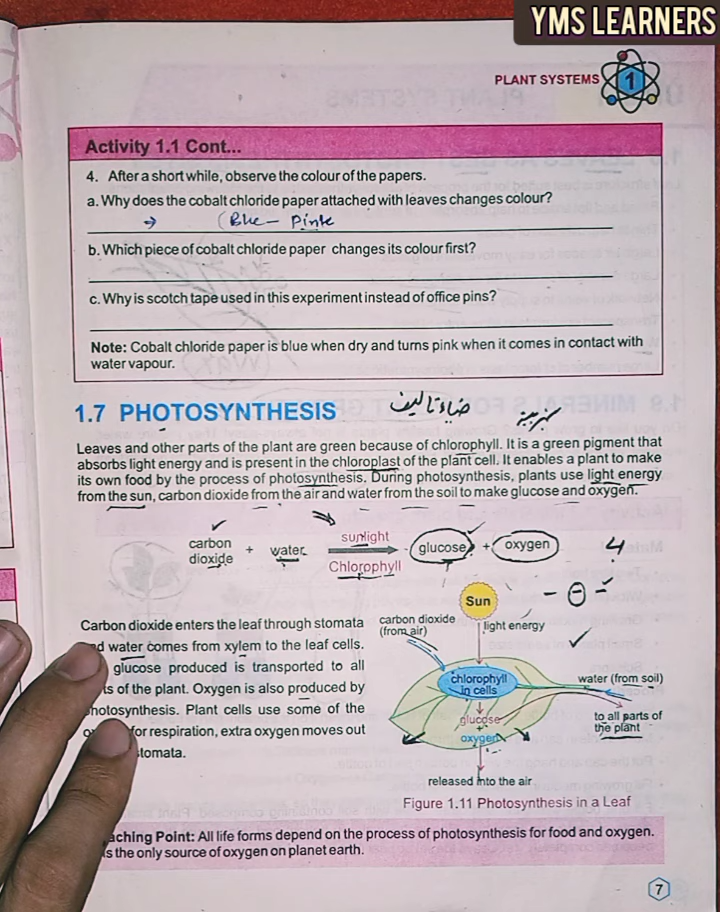 YMS LEARNERS
PLANT SYSTEMS 1
Activity 1.1 Cont...
4. After a short while, observe the colour of the papers.
a. Why does the cobalt chloride paper attached with leaves changes colour?
→ (Blue – Pink
b. Which piece of cobalt chloride paper changes its colour first?
c. Why is scotch tape used in this experiment instead of office pins?
Note: Cobalt chloride paper is blue when dry and turns pink when it comes in contact with
water vapour.
1.7 PHOTOSYNTHESIS ضیاء تالیف
Leaves and other parts of the plant are green because of chlorophyll. It is a green pigment that
absorbs light energy and is present in the chloroplast of the plant cell. It enables a plant to make
its own food by the process of photosynthesis. During photosynthesis, plants use light energy
from the sun, carbon dioxide from the air and water from the soil to make glucose and oxygen.
carbon dioxide + water sunlight Chlorophyll glucose + oxygen
4
Carbon dioxide enters the leaf through stomata
water comes from xylem to the leaf cells.
glucose produced is transported to all
of the plant. Oxygen is also produced by
photosynthesis. Plant cells use some of the
for respiration, extra oxygen moves out
Sun
carbon dioxide
(from air)
light energy
chlorophyll
in cells
water (from soil)
glucose
+
oxygen
to all parts of
the plant
released into the air
Figure 1.11 Photosynthesis in a Leaf
Point: All life forms depend on the process of photosynthesis for food and oxygen.
is the only source of oxygen on planet earth.
7